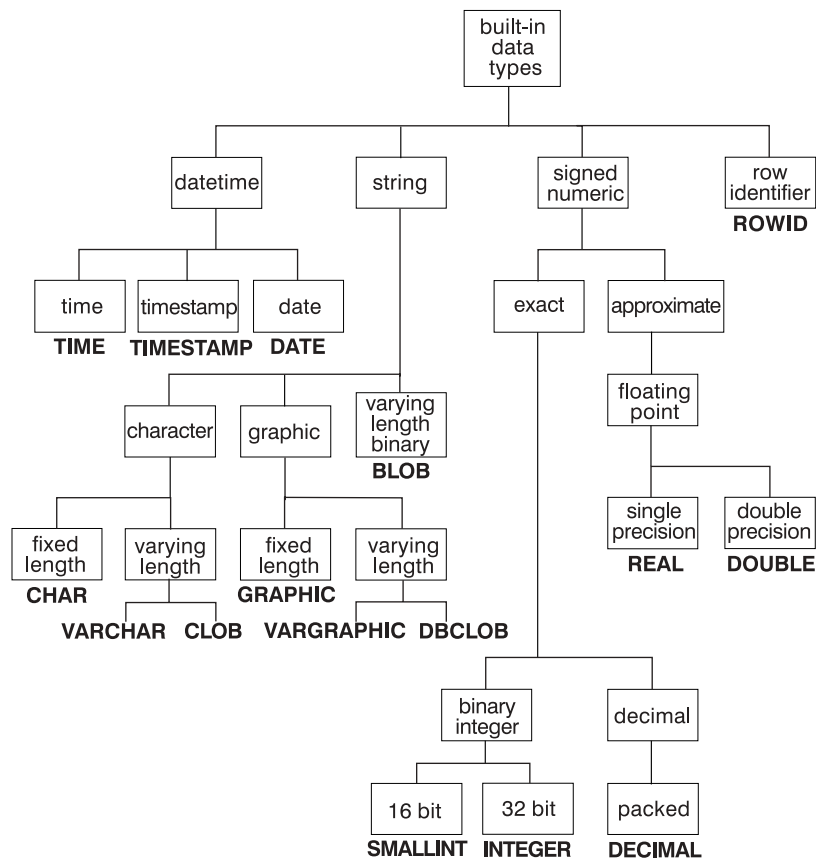 built-in
data
types
datetime
string
signed
numeric
row
identifier
ROWID
time
timestamp
date
exact
approximate
TIME
TIMESTAMP
DATE
character
graphic
varying
length
binary
BLOB
floating
point
fixed
length
varying
length
fixed
length
varying
length
single
precision
double
precision
CHAR
GRAPHIC
REAL
DOUBLE
VARCHAR
CLOB
VARGRAPHIC
DBCLOB
binary
integer
decimal
16 bit
32 bit
packed
SMALLINT
INTEGER
DECIMAL